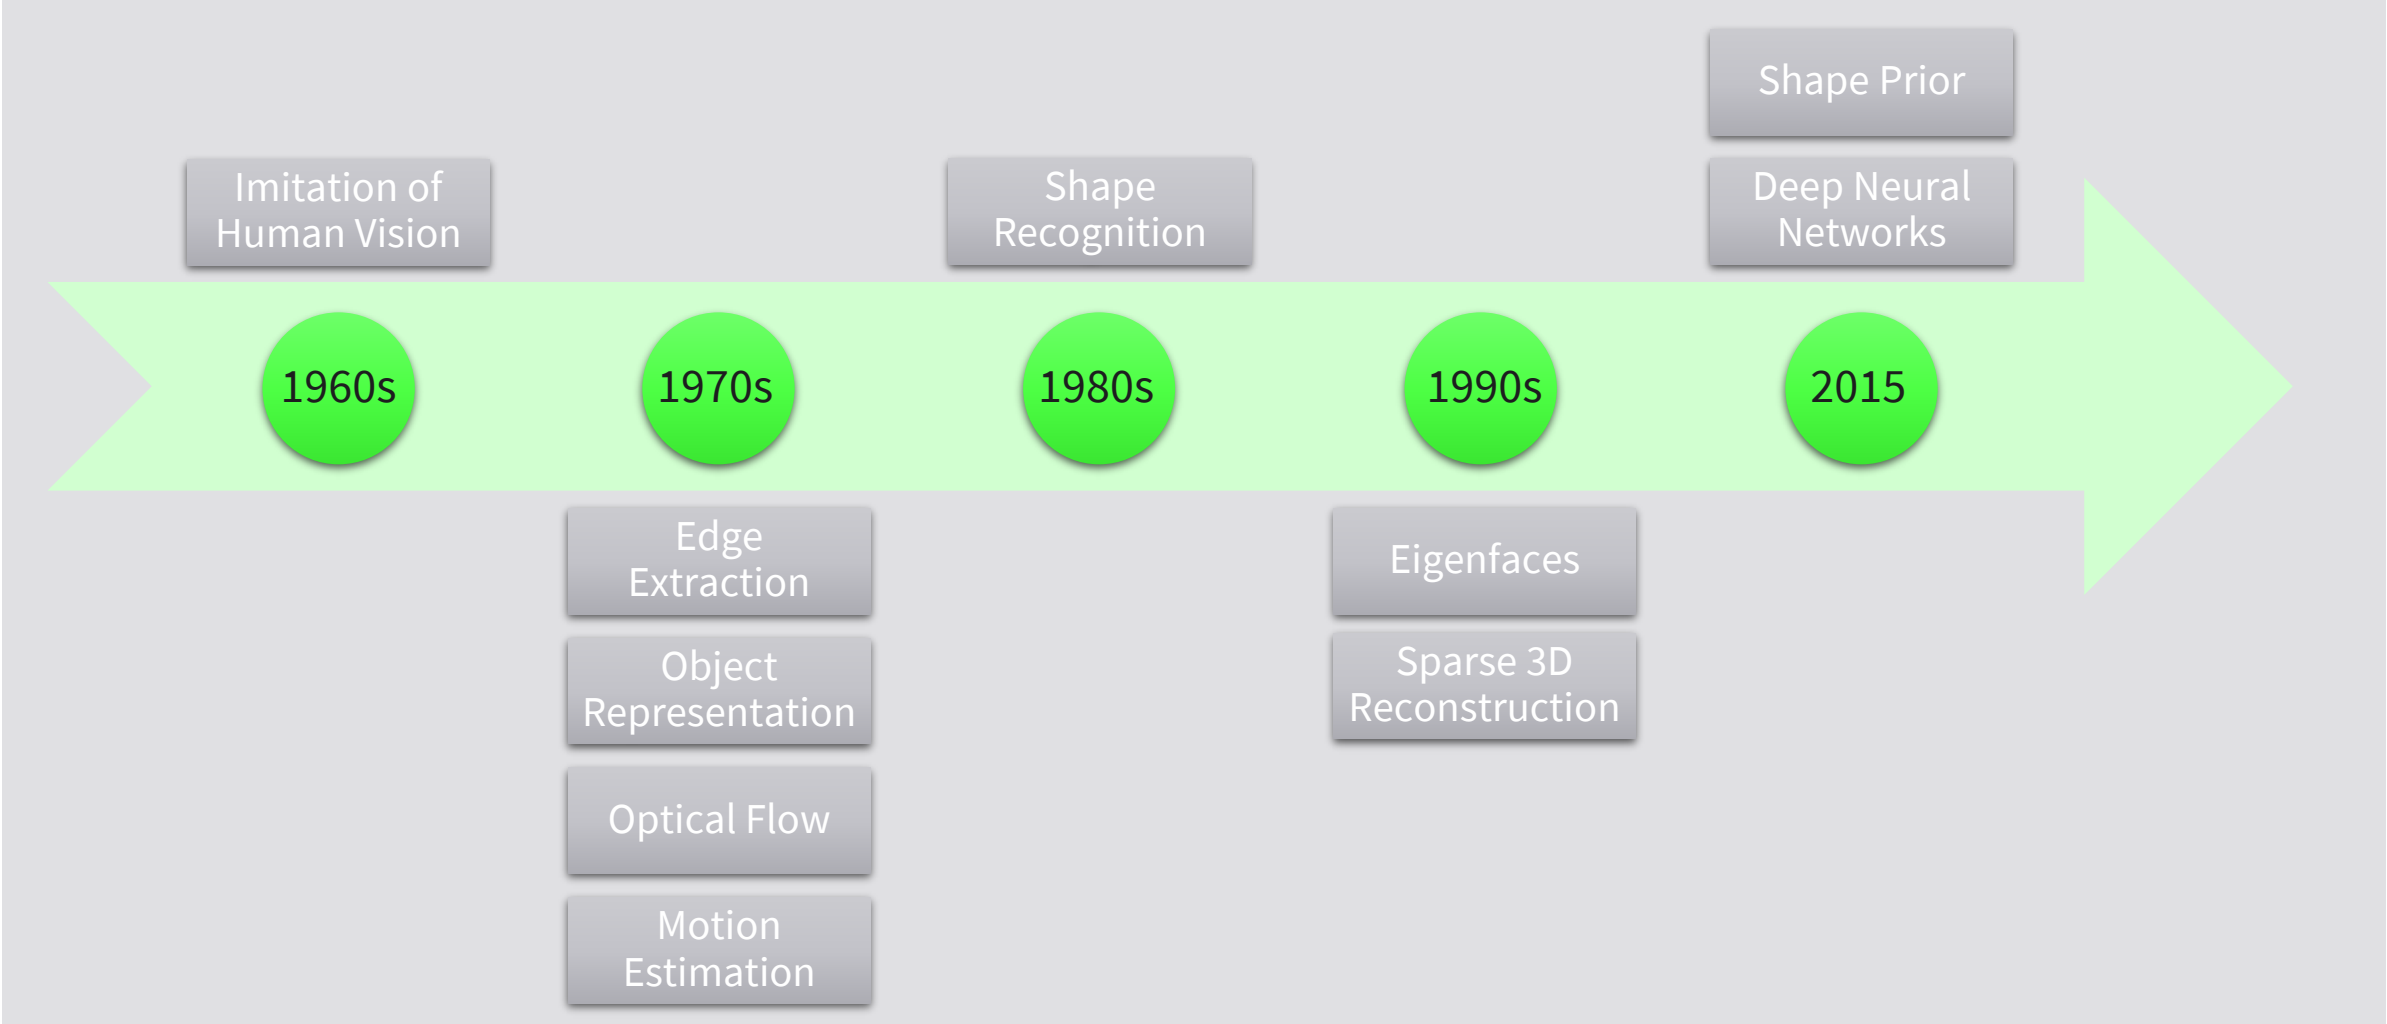 Shape Prior
Imitation of
Human Vision
Shape
Recognition
Deep Neural
Networks
1960s
1970s
1980s
1990s
2015
Edge
Extraction
Object
Representation
Optical Flow
Motion
Estimation
Eigenfaces
Sparse 3D
Reconstruction